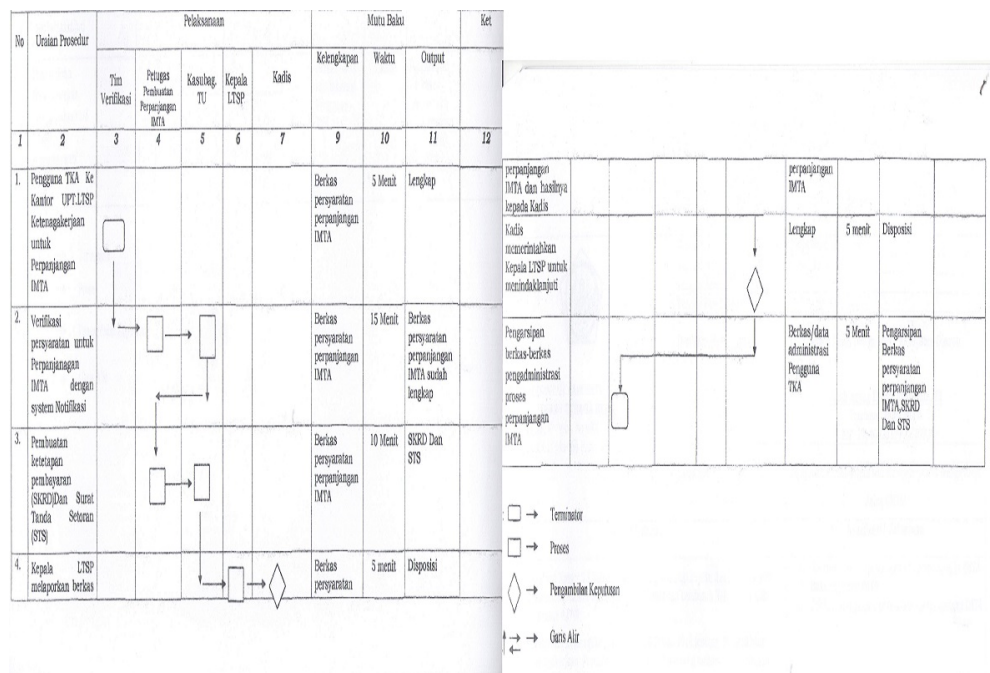 No Uraian Prosedur Pelaksanaan Mutu Baku Ket
Tim Verifikasi
Petugas Pembuatan Perpanjangan IMTA
Kasubag. TU
Kepala LTSP
Kadis
Kelengkapan Waktu Output
1 2 3 4 5 6 7 9 10 11 12
1.
Pengguna TKA Ke
Kantor UPT.LTSP
Ketenagakerjaan
untuk
Perpanjangan
IMTA
Berkas
persyaratan
perpanjangan
IMTA
5 Menit
Lengkap
2.
Verifikasi
persyaratan untuk
Perpanjanagan
IMTA dengan
system Notifikasi
Berkas
persyaratan
perpanjangan
IMTA
15 Menit
Berkas
persyaratan
perpanjangan
IMTA sudah
lengkap
3.
Pembuatan
ketetapan
pembayaran
(SKRD)Dan Surat
Tanda Setoran
(STS)
Berkas
persyaratan
perpanjangan
IMTA
10 Menit
SKRD Dan
STS
4.
Kepala LTSP
melaporkan berkas
Berkas
persyaratan
5 menit
Disposisi
perpanjangan
IMTA dan hasilnya
kepada Kadis
perpanjangan
IMTA
Kadis
memerintahkan
Kepala LTSP untuk
menindaklanjuti
Lengkap
5 menit
Disposisi
Pengarsipan
berkas-berkas
pengadministrasi
proses
perpanjangan
IMTA
Berkas/data
administrasi
Pengguna
TKA
5 Menit
Pengarsipan
Berkas
persyaratan
perpanjangan
IMTA,SKRD
Dan STS
Terminator
Proses
Pengambilan Keputusan
Garis Alir